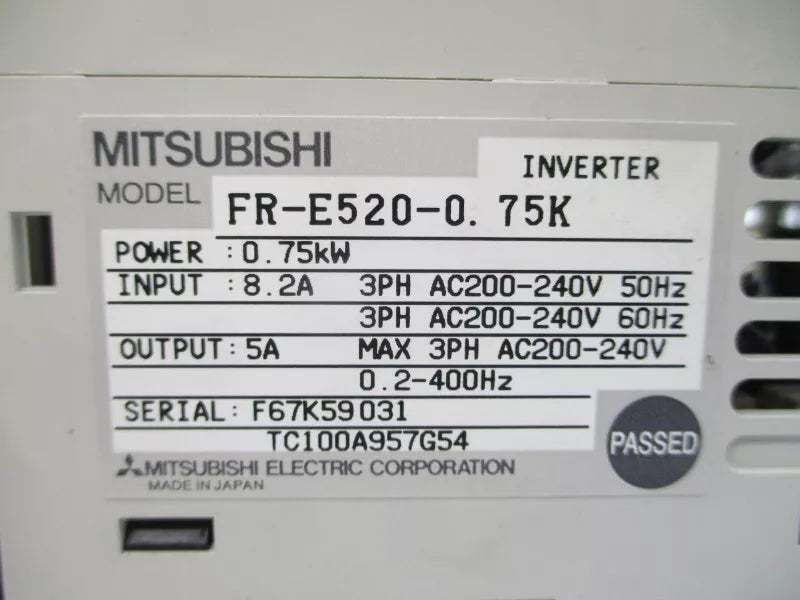 MITSUBISHI
INVERTER
MODEL FR-E520-0.75K
POWER :0.75kW
INPUT :8.2A 3PH AC200-240V 50Hz
3PH AC200-240V 60Hz
OUTPUT:5A MAX 3PH AC200-240V
0.2-400Hz
SERIAL:F67K59031
TC100A957G54
PASSED
MITSUBISHI ELECTRIC CORPORATION
MADE IN JAPAN